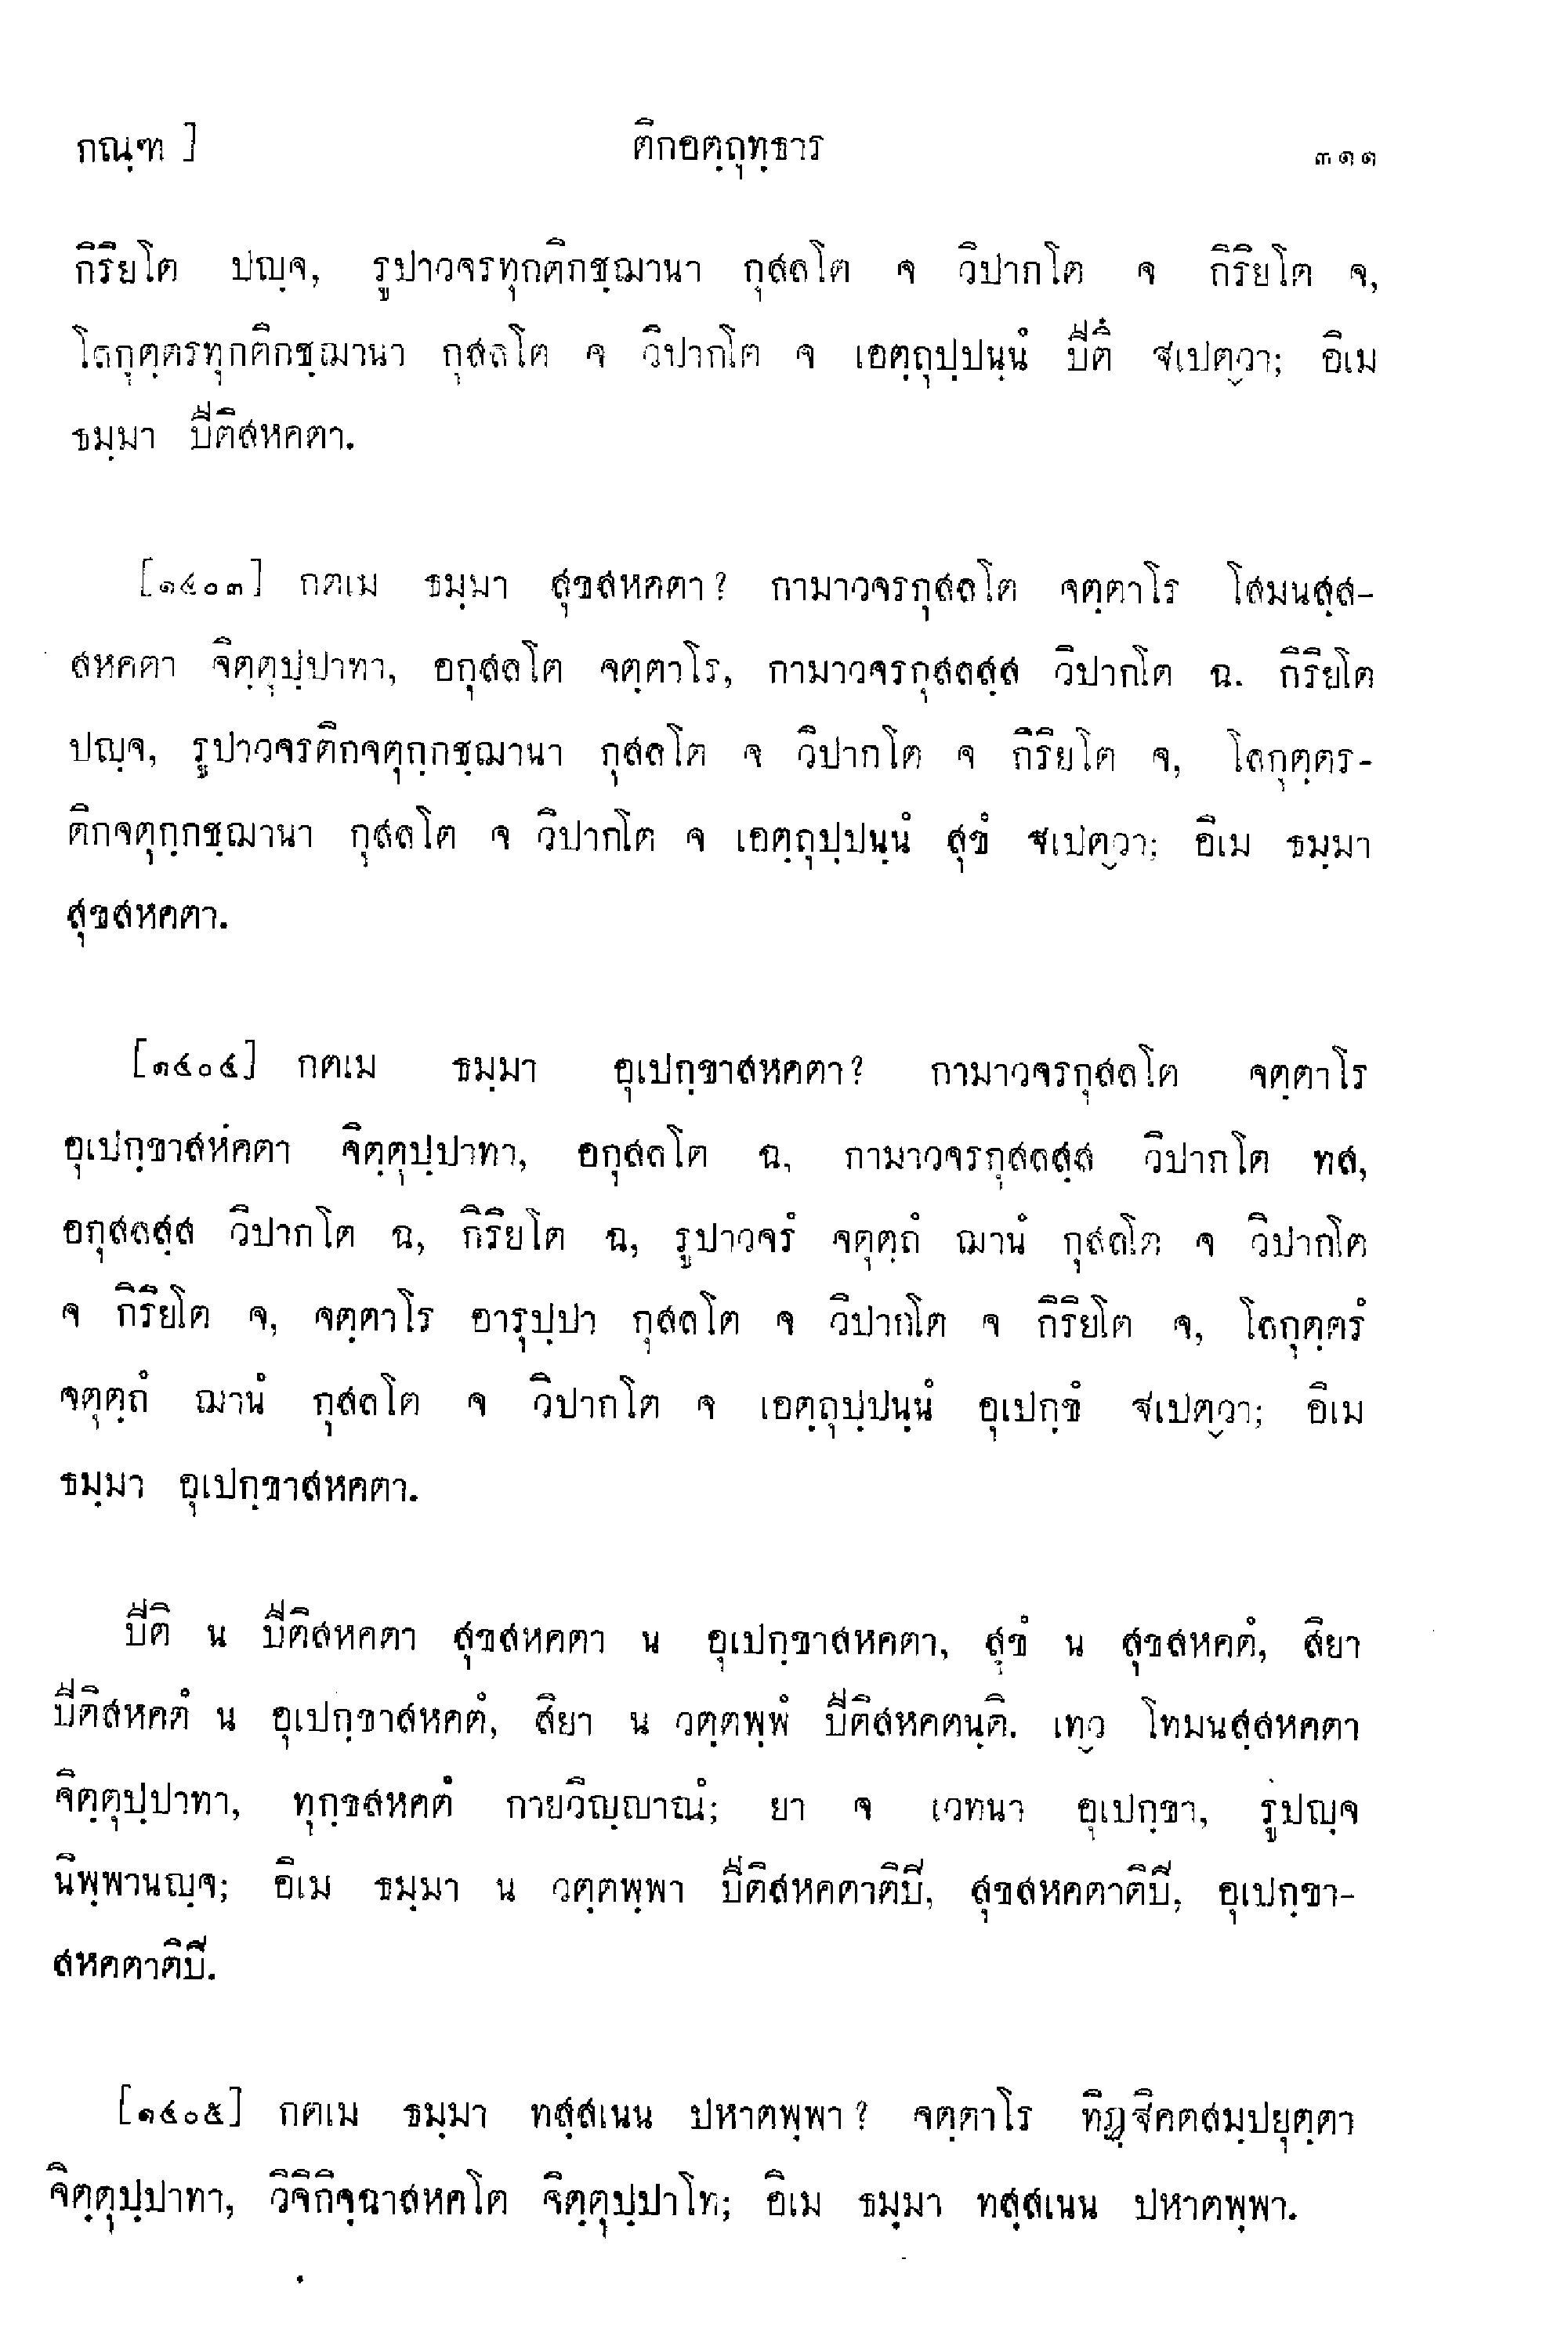 กณฺฑ ] ติกอตฺถุทฺธาร ๓๑๑
กิริยโต ปญฺจ, รูปาวจรทุกติกชฺฌานา กุสลโต จ วิปากโต จ กิริยโต จ,
โลกุตฺตรทุกติกชฺฌานา กุสลโต จ วิปากโต จ เอตฺถุปฺปนฺนํ ปีตึ ฐเปตฺวา; อิเม
ธมฺมา ปีติสหคตา.
[๑๔๐๓] กตเม ธมฺมา สุขสหคตา? กามาวจรกุสลโต จตฺตาโร โสมนสฺส-
สหคตา จิตฺตุปฺปาทา, อกุสลโต จตฺตาโร, กามาวจรกุสลสฺส วิปากโต ฉ. กิริยโต
ปญฺจ, รูปาวจรติกจตุกฺกชฺฌานา กุสลโต จ วิปากโต จ กิริยโต จ, โลกุตฺตร-
ติกจตุกฺกชฺฌานา กุสลโต จ วิปากโต จ เอตฺถุปฺปนฺนํ สุขํ ฐเปตฺวา; อิเม ธมฺมา
สุขสหคตา.
[๑๔๐๔] กตเม ธมฺมา อุเปกฺขาสหคตา? กามาวจรกุสลโต จตฺตาโร
อุเปกฺขาสหคตา จิตฺตุปฺปาทา, อกุสลโต ฉ, กามาวจรกุสลสฺส วิปากโต ทส,
อกุสลสฺส วิปากโต ฉ, กิริยโต ฉ, รูปาวจรํ จตุตฺถํ ฌานํ กุสลโต จ วิปากโต
จ กิริยโต จ, จตฺตาโร อารุปฺปา กุสลโต จ วิปากโต จ กิริยโต จ, โลกุตฺตรํ
จตุตฺถํ ฌานํ กุสลโต จ วิปากโต จ เอตฺถุปฺปนฺนํ อุเปกฺขํ ฐเปตฺวา; อิเม
ธมฺมา อุเปกฺขาสหคตา.
ปีติ น ปีติสหคตา สุขสหคตา น อุเปกฺขาสหคตา, สุขํ น สุขสหคตํ, สิยา
ปีติสหคตํ น อุเปกฺขาสหคตํ, สิยา น วตฺตพฺพํ ปีติสหคตนฺติ. เทฺว โทมนสฺสหคตา
จิตฺตุปฺปาทา, ทุกฺขสหคตํ กายวิญฺญาณํ; ยา จ เวทนา อุเปกฺขา, รูปญฺจ
นิพฺพานญฺจ; อิเม ธมฺมา น วตฺตพฺพา ปีติสหคตาติปี, สุขสหคตาติปี, อุเปกฺขา-
สหคตาติปี.
[๑๔๐๕] กตเม ธมฺมา ทสฺสเนน ปหาตพฺพา? จตฺตาโร ทิฏฺฐิคตสมฺปยุตฺตา
จิตฺตุปฺปาทา, วิจิกิจฺฉาสหคโต จิตฺตุปฺปาโท; อิเม ธมฺมา ทสฺสเนน ปหาตพฺพา.